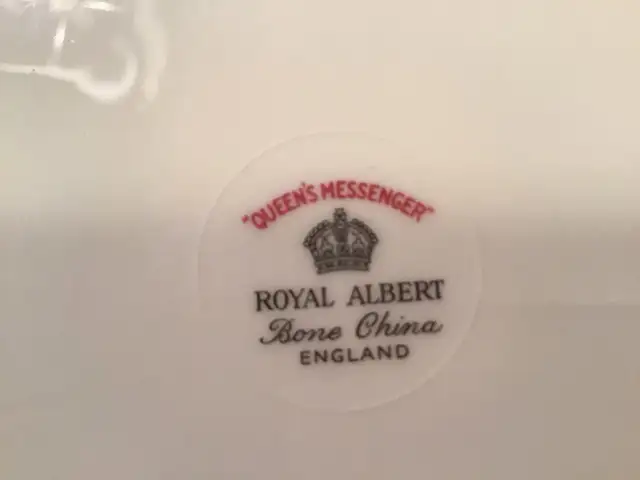 "QUEEN'S MESSENGER"
ROYAL ALBERT
Bone China
ENGLAND